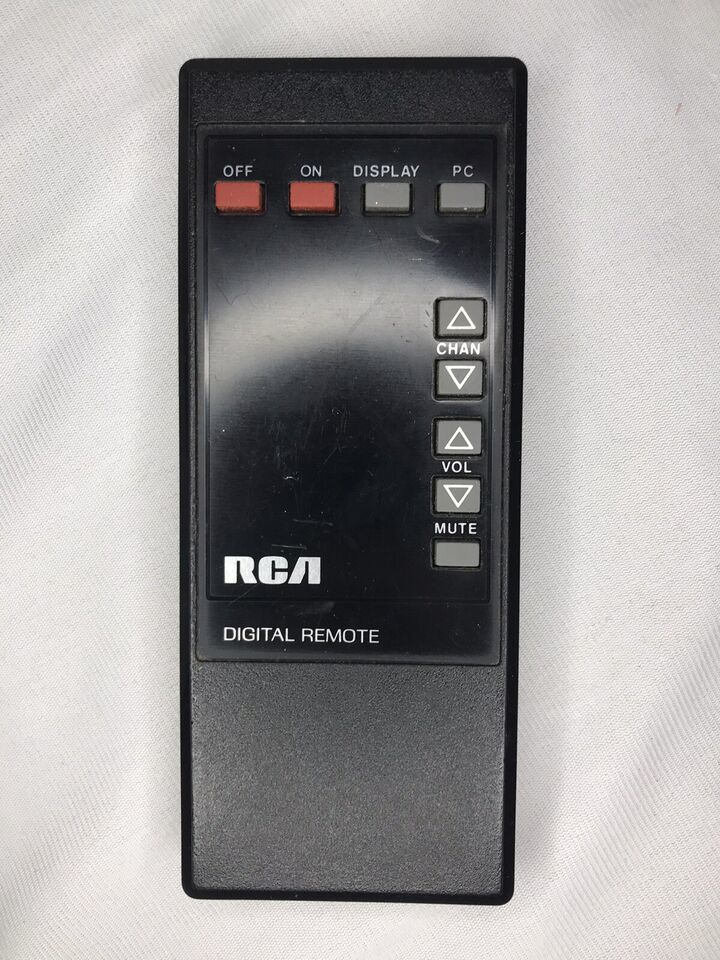 OFF ON DISPLAY PC
CHAN
VOL
MUTE
RCA
DIGITAL REMOTE